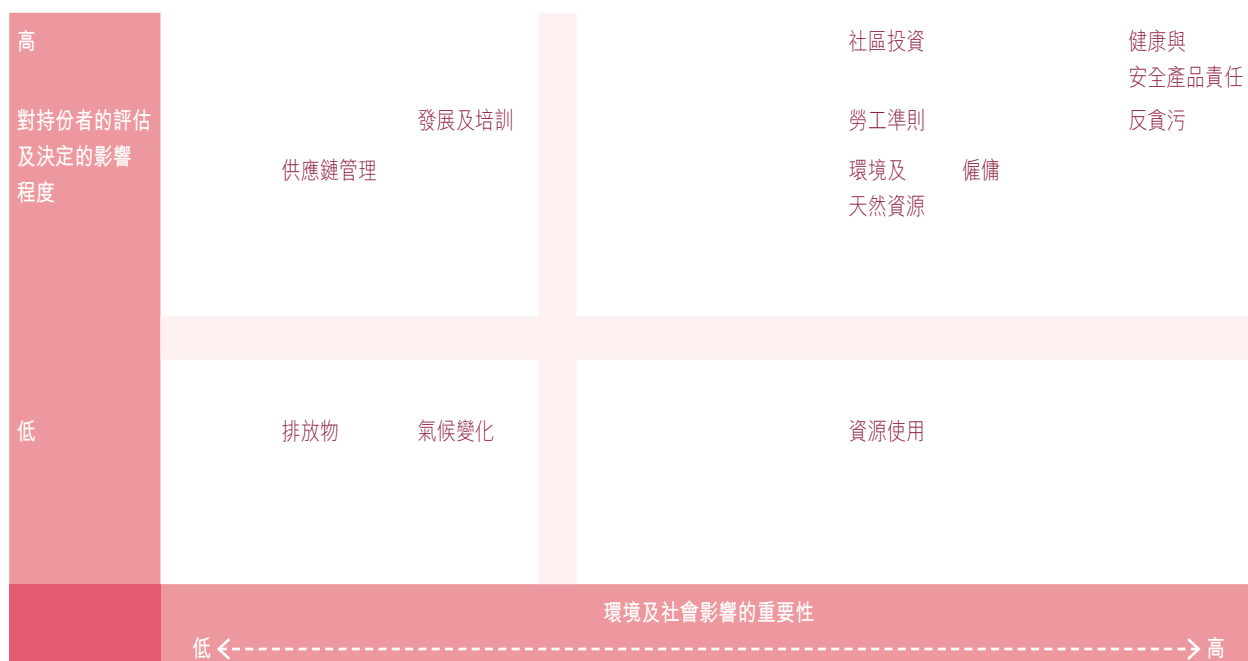 高
社區投資
健康與
安全產品責任
對持份者的評估
及決定的影響
程度
發展及培訓
勞工準則
反貪污
供應鏈管理
環境及
天然資源
僱傭
低
排放物
氣候變化
資源使用
環境及社會影響的重要性
低
高